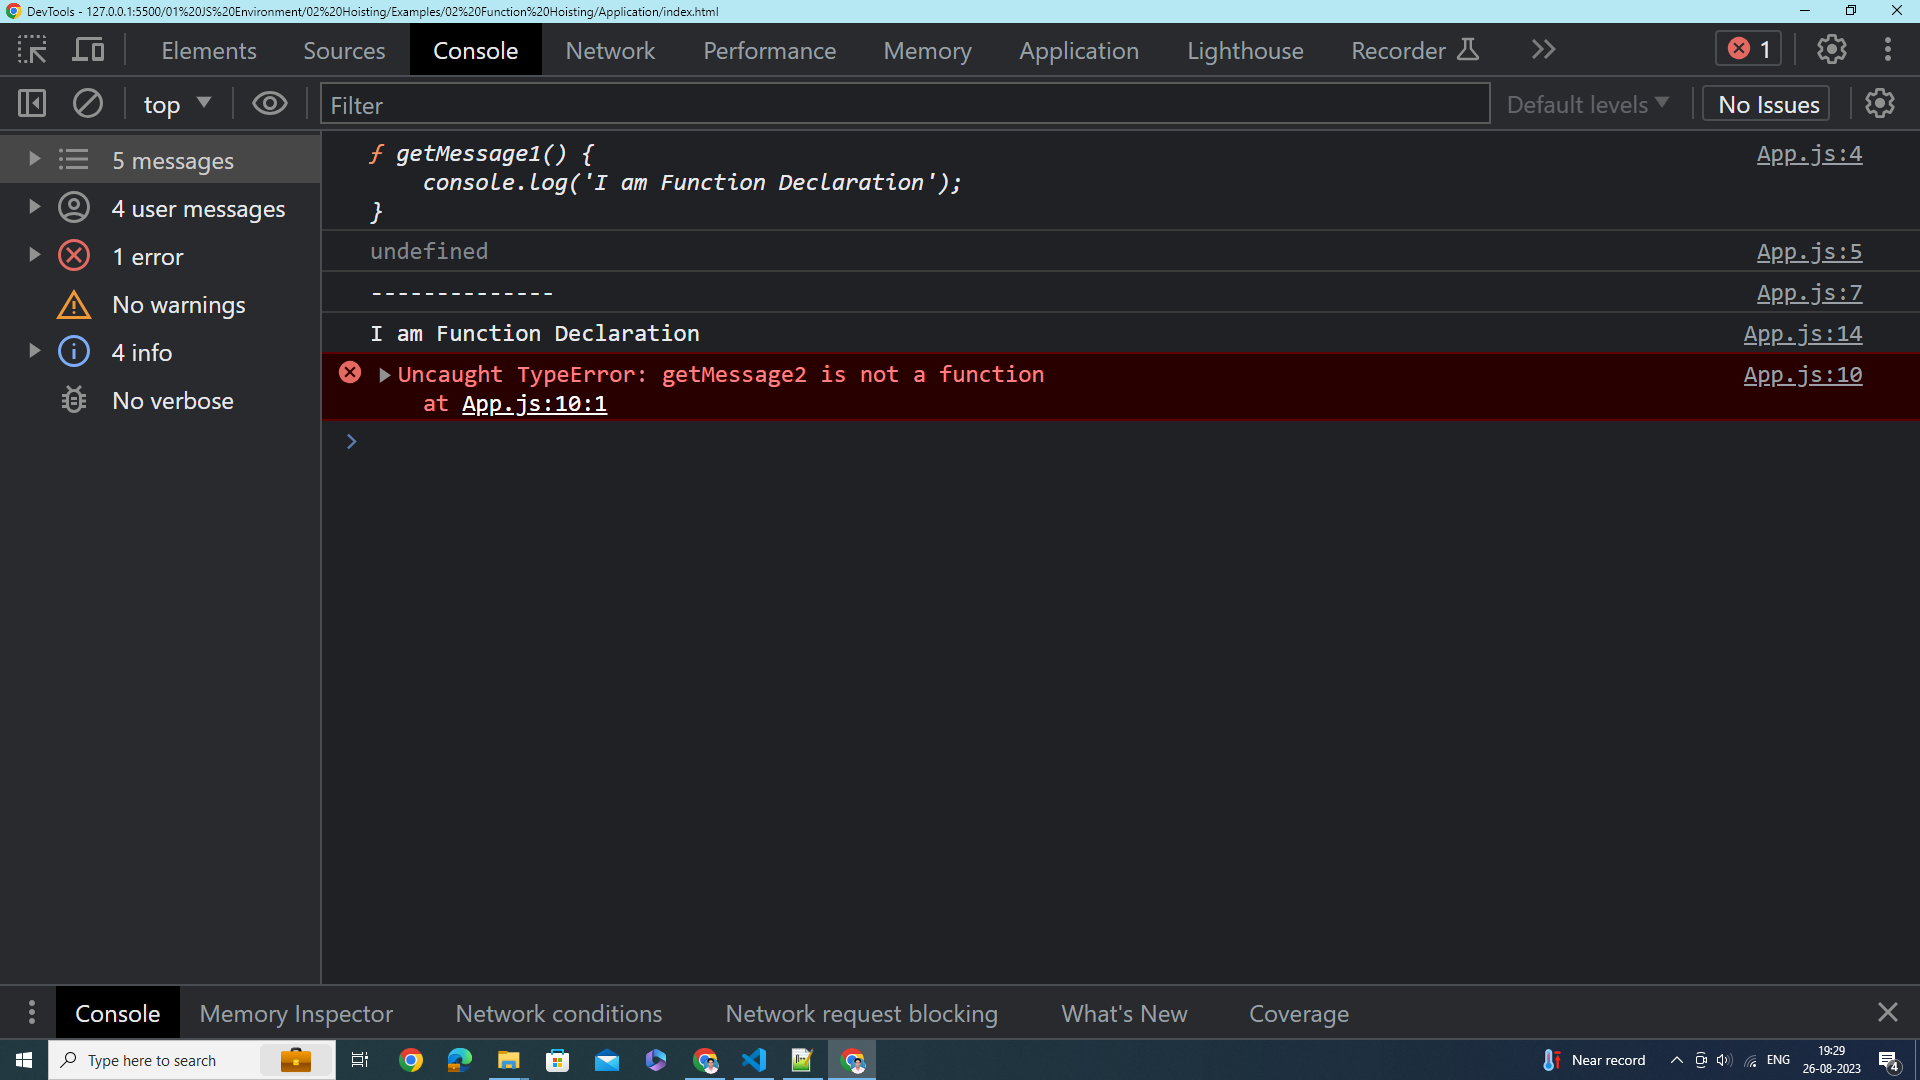 DevTools - 127.0.0.1:5500/01%20JS%20Environment/02%20Hoisting/Examples/02%20Function%20Hoisting/Application/index.html
Elements Sources Console Network Performance Memory Application Lighthouse Recorder 1
top Filter Default levels No Issues
5 messages
4 user messages
1 error
No warnings
4 info
No verbose
ƒ getMessage1() { App.js:4
console.log('I am Function Declaration');
}
undefined App.js:5
-------------- App.js:7
I am Function Declaration App.js:14
Uncaught TypeError: getMessage2 is not a function App.js:10
at App.js:10:1
Console Memory Inspector Network conditions Network request blocking What's New Coverage
Type here to search Near record ENG 19:29
26-08-2023 4